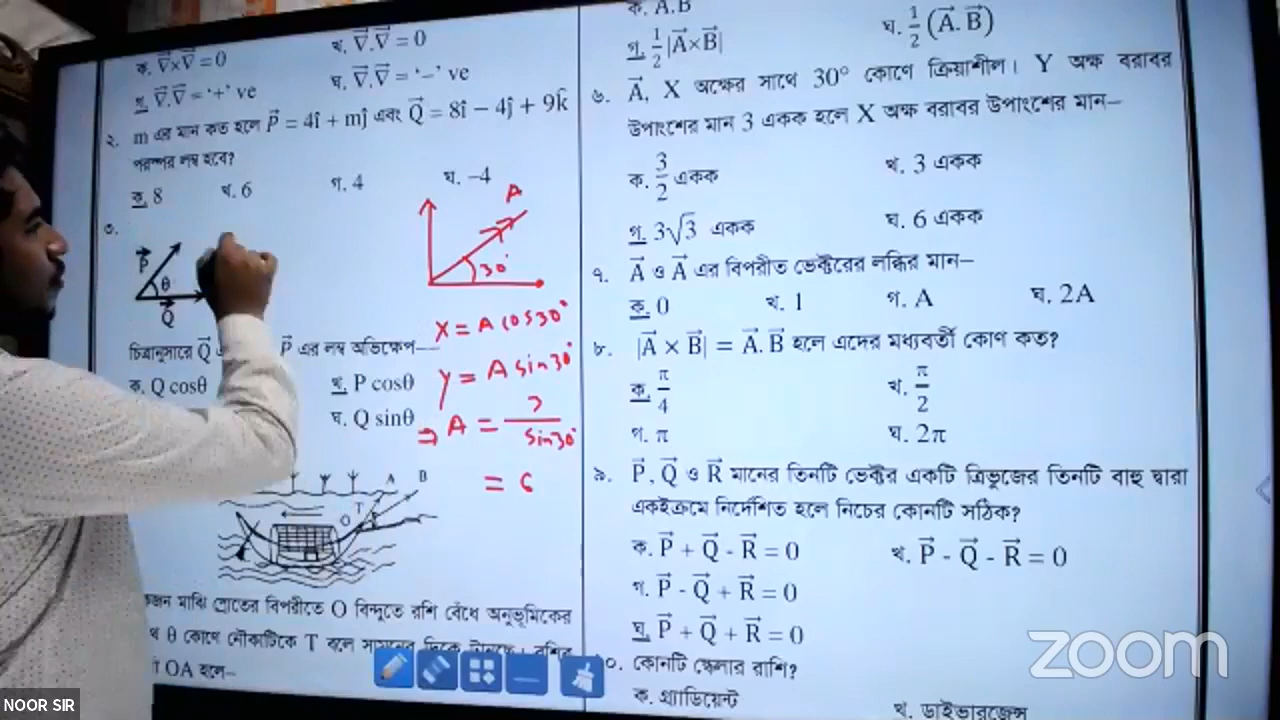 ক. ∇⃗×∇⃗ = 0
খ. ∇⃗.∇⃗ = 0
গ. ∇⃗.∇⃗ = '+' ve
ঘ. ∇⃗.∇⃗ = '–' ve
২. m এর মান কত হলে P⃗ = 4î + mĵ এবং Q⃗ = 8î − 4ĵ + 9k̂
পরস্পর লম্ব হবে?
ক. 8 খ. 6 গ. 4 ঘ. –4
৩.
P⃗
θ
Q⃗
চিত্রানুসারে Q⃗ P⃗ এর লম্ব অভিক্ষেপ—
ক. Q cosθ খ. P cosθ
ঘ. Q sinθ
A
30°
X = A cos30°
Y = A sin30°
⇒ A = 3/sin30°
= 6
A B
T
O
মাঝি স্রোতের বিপরীতে O বিন্দুতে রশি বেঁধে অনুভূমিকের
θ কোণে নৌকাটিকে T বলে সামনের দিকে টানছে। রশির
OA হলে–
ক. A.B
গ. ½|A⃗×B⃗| ঘ. ½(A⃗.B⃗)
৬. A⃗, X অক্ষের সাথে 30° কোণে ক্রিয়াশীল। Y অক্ষ বরাবর
উপাংশের মান 3 একক হলে X অক্ষ বরাবর উপাংশের মান–
ক. 3/2 একক খ. 3 একক
গ. 3√3 একক ঘ. 6 একক
৭. A⃗ ও A⃗ এর বিপরীত ভেক্টরের লব্ধির মান–
ক. 0 খ. 1 গ. A ঘ. 2A
৮. |A⃗ × B⃗| = A⃗.B⃗ হলে এদের মধ্যবর্তী কোণ কত?
ক. π/4 খ. π/2
গ. π ঘ. 2π
৯. P⃗, Q⃗ ও R⃗ মানের তিনটি ভেক্টর একটি ত্রিভুজের তিনটি বাহু দ্বারা
একইক্রমে নির্দেশিত হলে নিচের কোনটি সঠিক?
ক. P⃗ + Q⃗ - R⃗ = 0 খ. P⃗ - Q⃗ - R⃗ = 0
গ. P⃗ - Q⃗ + R⃗ = 0
ঘ. P⃗ + Q⃗ + R⃗ = 0
০. কোনটি স্কেলার রাশি?
ক. গ্র্যাডিয়েন্ট খ. ডাইভারজেন্স
zoom
NOOR SIR